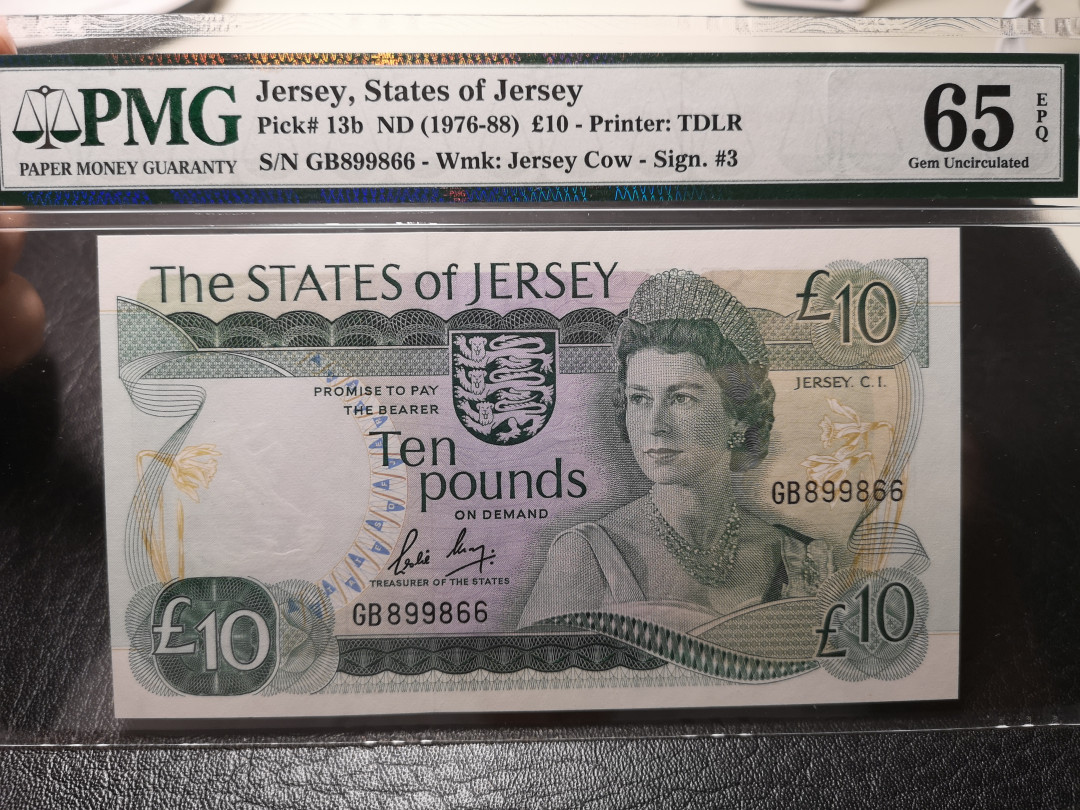 PMG
PAPER MONEY GUARANTY
Jersey, States of Jersey
Pick# 13b ND (1976-88) £10 - Printer: TDLR
S/N GB899866 - Wmk: Jersey Cow - Sign. #3
65
EPQ
Gem Uncirculated
The STATES of JERSEY
£10
JERSEY. C.I.
PROMISE TO PAY
THE BEARER
Ten
pounds
ON DEMAND
GB899866
TREASURER OF THE STATES
GB899866
£10
£10